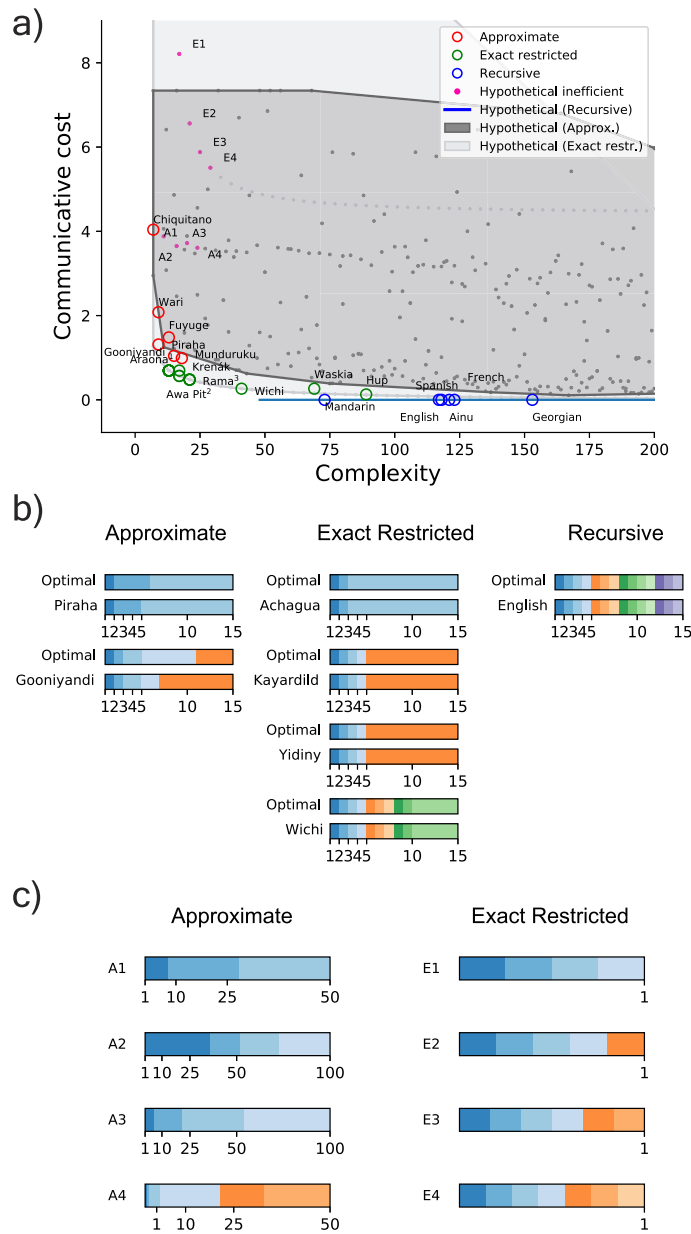 a)
8
6
4
2
0
Communicative cost
E1
E2
E3
E4
Approximate
Exact restricted
Recursive
Hypothetical inefficient
Hypothetical (Recursive)
Hypothetical (Approx.)
Hypothetical (Exact restr.)
Chiquitano
A1 A3
A2 A4
Wari
Fuyuge
Gooniyandi Piraha
Araona¹ Munduruku
Krenák
Rama³
Awa Pit²
Wichi
Waskia
Hup
Mandarin
Spanish
French
English Ainu Georgian
0 25 50 75 100 125 150 175 200
Complexity
b)
Approximate Exact Restricted Recursive
Optimal Optimal Optimal
Piraha Achagua English
12345 10 15 12345 10 15 12345 10 15
Optimal Optimal
Gooniyandi Kayardild
12345 10 15 12345 10 15
Optimal
Yidiny
12345 10 15
Optimal
Wichi
12345 10 15
c)
Approximate Exact Restricted
A1 E1
1 10 25 50 1
A2 E2
1 10 25 50 100 1
A3 E3
1 10 25 50 100 1
A4 E4
1 10 25 50 1